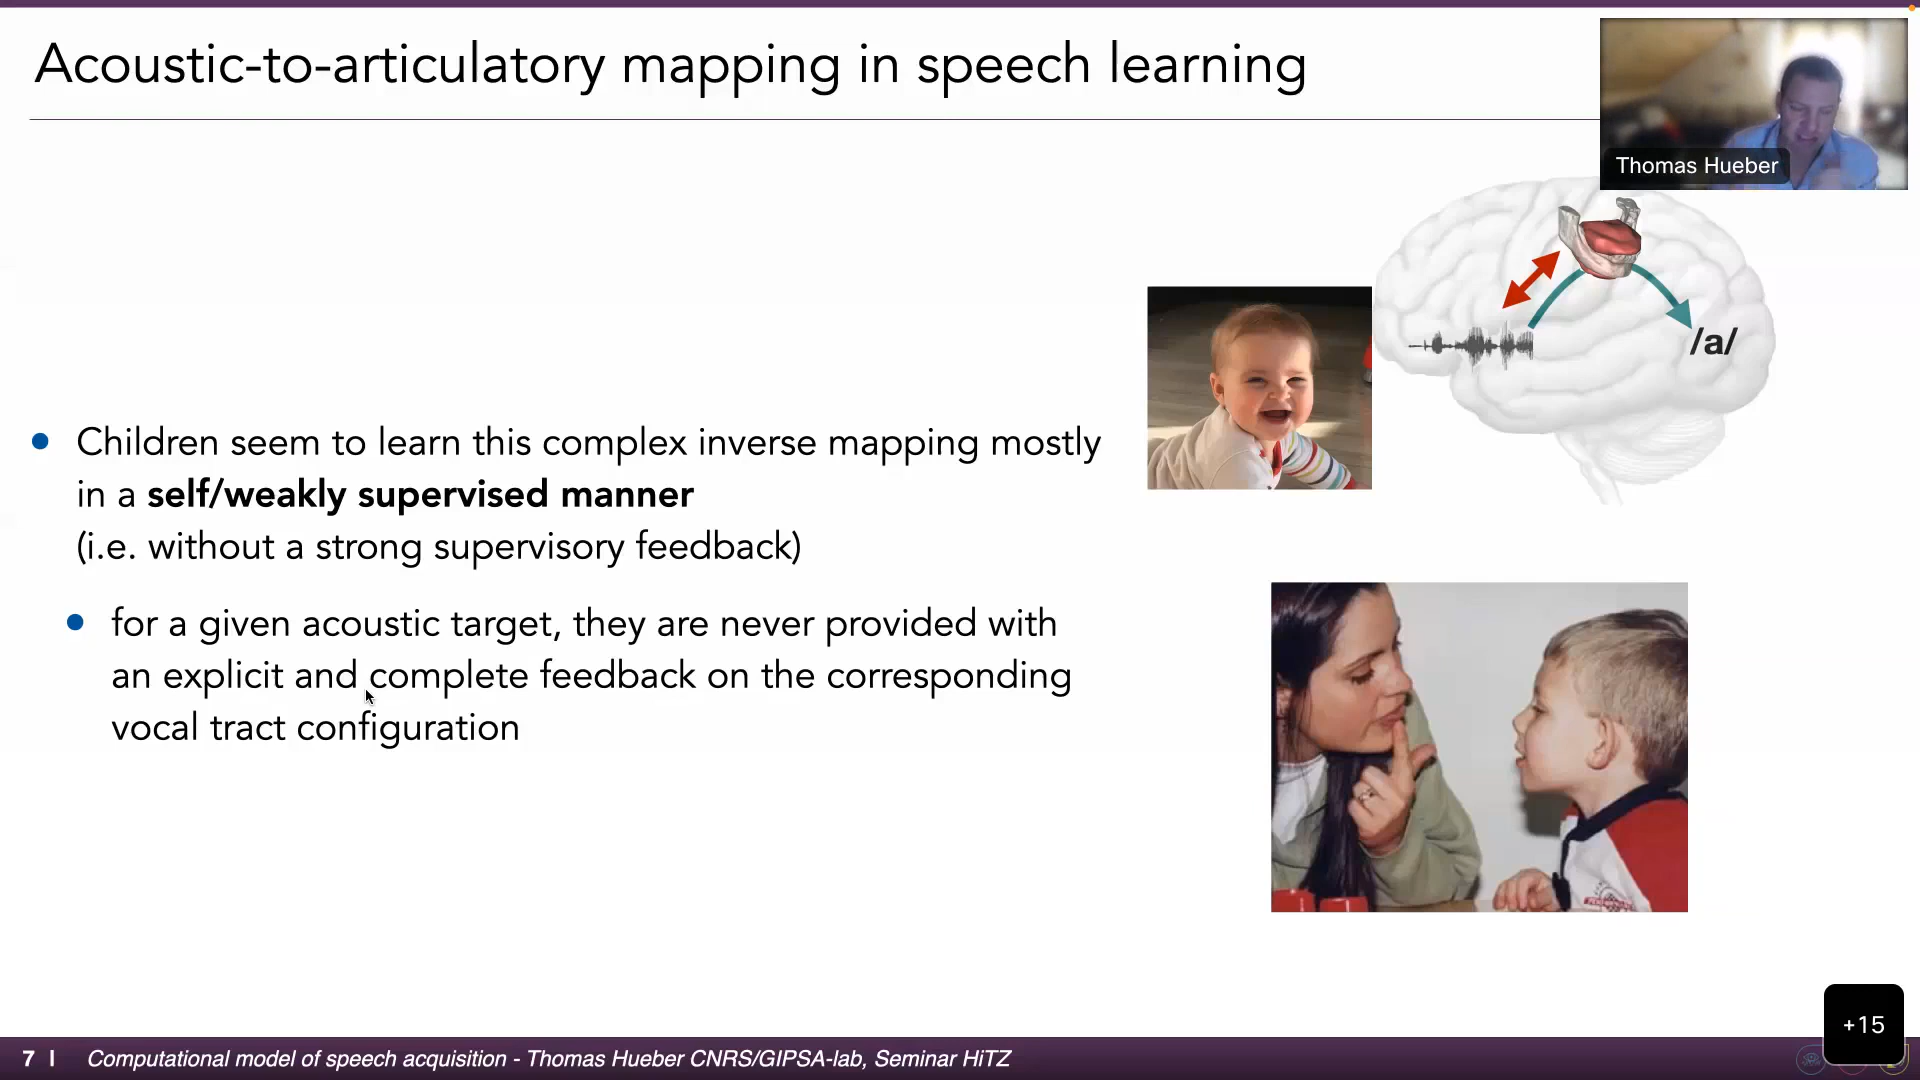 Acoustic-to-articulatory mapping in speech learning
Thomas Hueber
/a/
Children seem to learn this complex inverse mapping mostly
in a self/weakly supervised manner
(i.e. without a strong supervisory feedback)
for a given acoustic target, they are never provided with
an explicit and complete feedback on the corresponding
vocal tract configuration
+15
7 | Computational model of speech acquisition - Thomas Hueber CNRS/GIPSA-lab, Seminar HiTZ